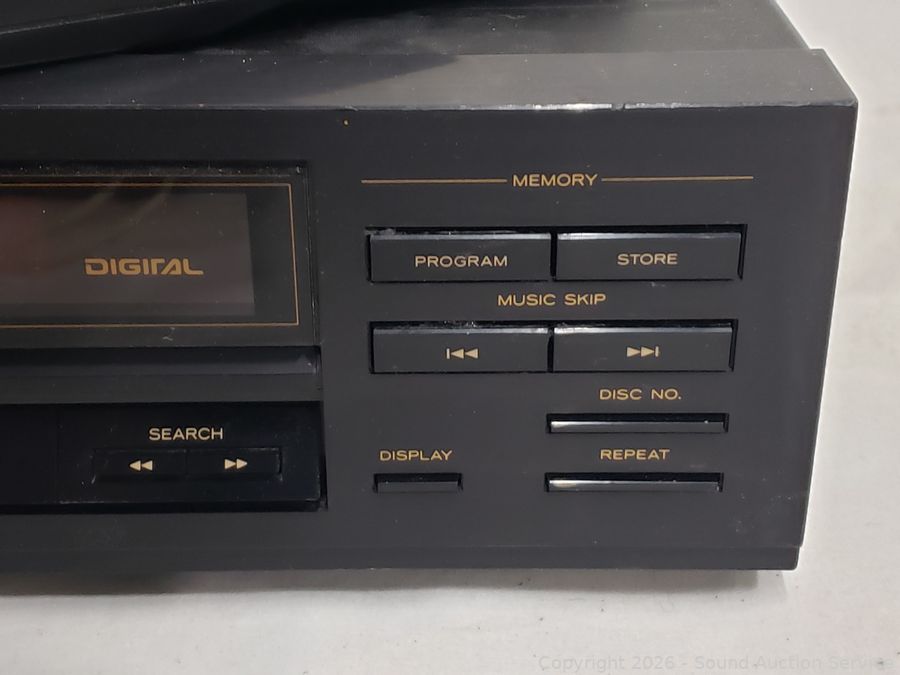 MEMORY
PROGRAM STORE
MUSIC SKIP
DIGITAL
DISC NO.
SEARCH
DISPLAY REPEAT
Copyright 2026 - Sound Auction Service